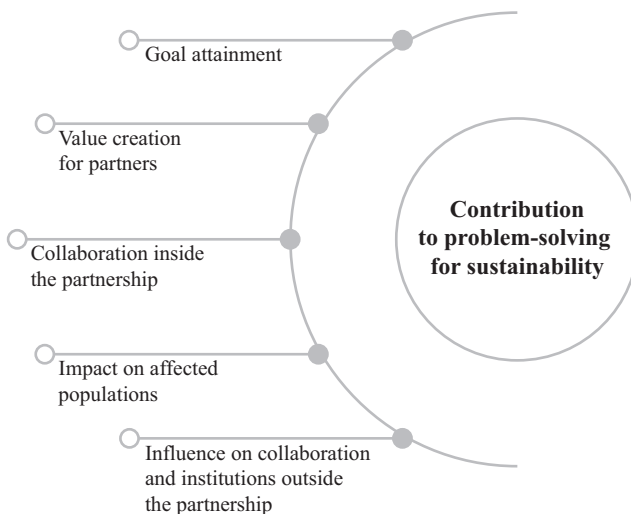 Goal attainment
Value creation
for partners
Collaboration inside
the partnership
Impact on affected
populations
Influence on collaboration
and institutions outside
the partnership
Contribution
to problem-solving
for sustainability